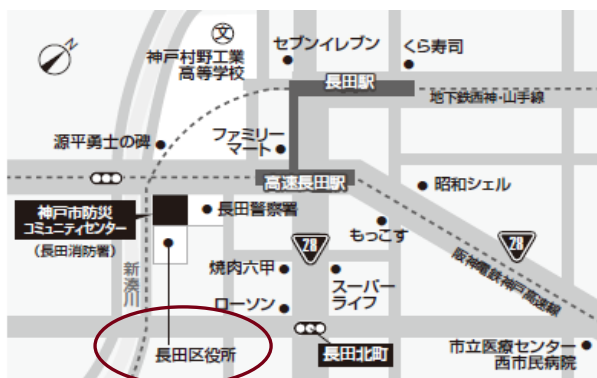 N
文
神戸村野工業
高等学校
セブンイレブン
くら寿司
長田駅
地下鉄西神・山手線
源平勇士の碑
ファミリー
マート
高速長田駅
昭和シェル
神戸市防災
コミュニティセンター
(長田消防署)
長田警察署
もっこす
28
28
新湊川
焼肉六甲
スーパー
ライフ
阪神電鉄神戸高速線
ローソン
長田区役所
長田北町
市立医療センター
西市民病院